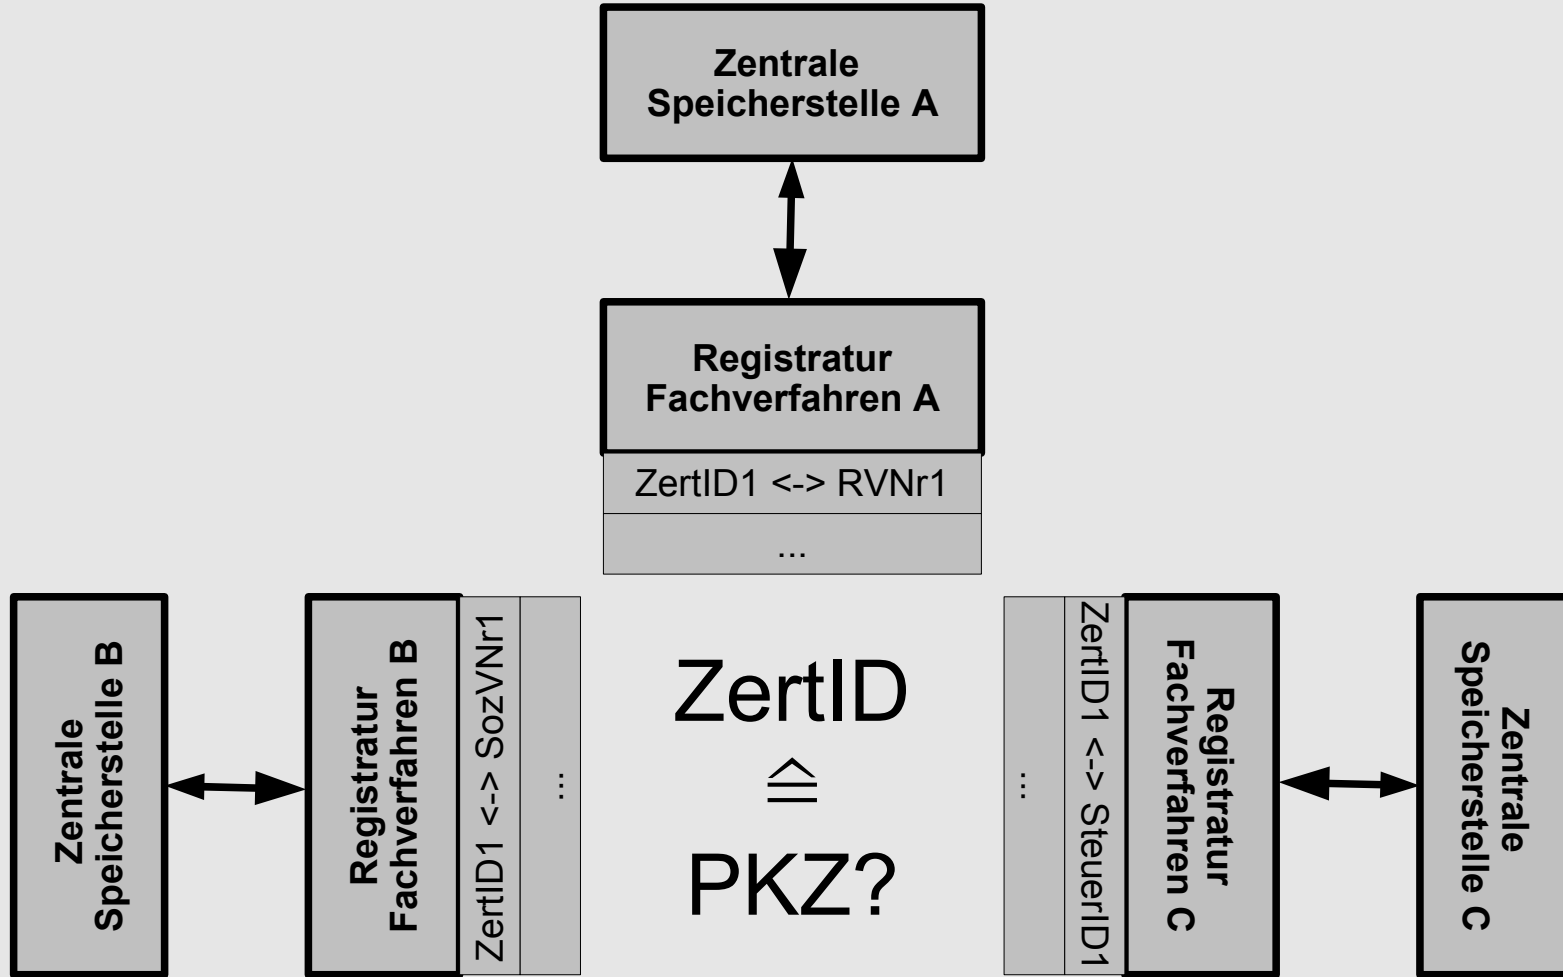 Zentrale
Speicherstelle A
Registratur
Fachverfahren A
ZertID1 <-> RVNr1
...
Zentrale
Speicherstelle B
Registratur
Fachverfahren B
ZertID1 <-> SozVNr1
...
ZertID
≙
PKZ?
...
ZertID1 <-> SteuerID1
Registratur
Fachverfahren C
Zentrale
Speicherstelle C